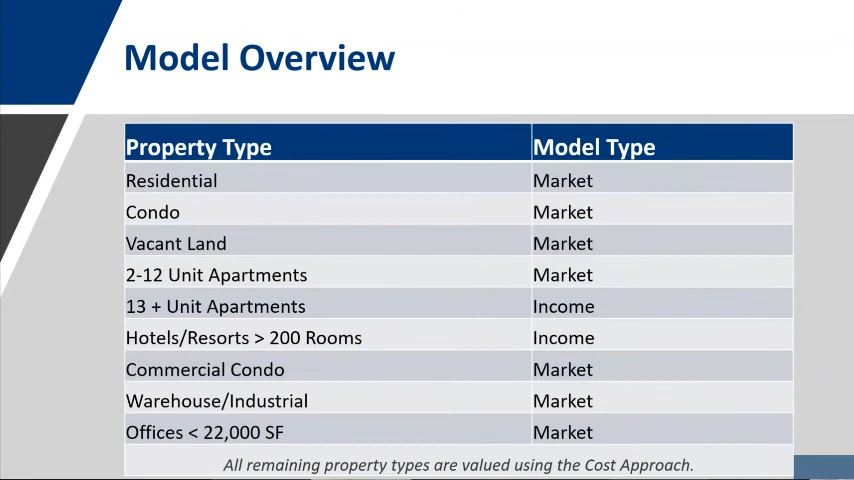 Model Overview
Property Type Model Type
Residential Market
Condo Market
Vacant Land Market
2-12 Unit Apartments Market
13 + Unit Apartments Income
Hotels/Resorts > 200 Rooms Income
Commercial Condo Market
Warehouse/Industrial Market
Offices < 22,000 SF Market
All remaining property types are valued using the Cost Approach.